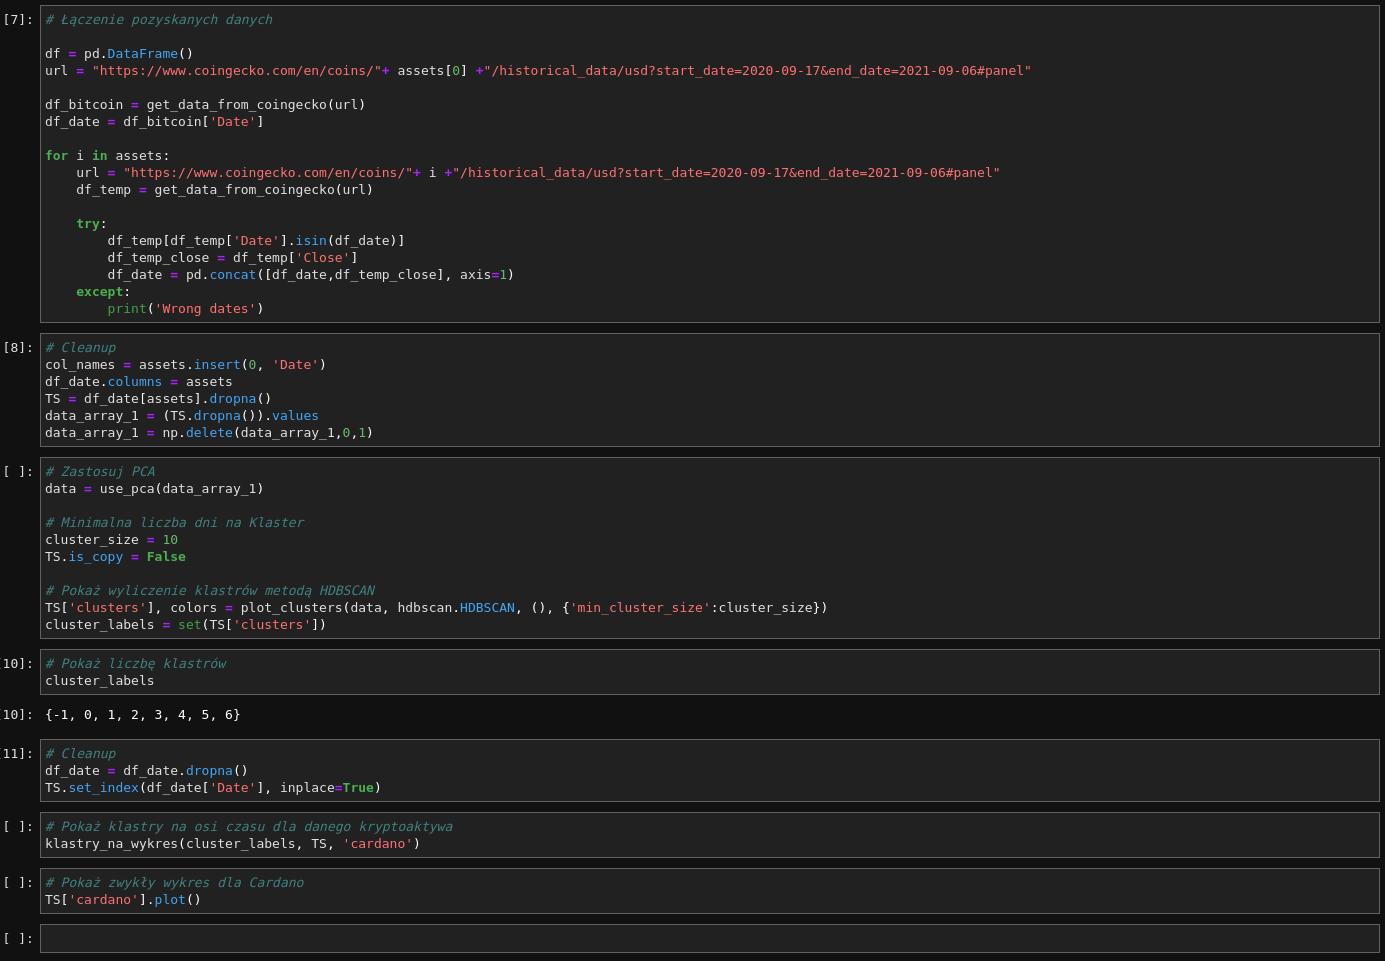 [7]: # Łączenie pozyskanych danych
df = pd.DataFrame()
url = "https://www.coingecko.com/en/coins/"+ assets[0] +"/historical_data/usd?start_date=2020-09-17&end_date=2021-09-06#panel"
df_bitcoin = get_data_from_coingecko(url)
df_date = df_bitcoin['Date']
for i in assets:
    url = "https://www.coingecko.com/en/coins/"+ i +"/historical_data/usd?start_date=2020-09-17&end_date=2021-09-06#panel"
    df_temp = get_data_from_coingecko(url)
    try:
        df_temp[df_temp['Date'].isin(df_date)]
        df_temp_close = df_temp['Close']
        df_date = pd.concat([df_date,df_temp_close], axis=1)
    except:
        print('Wrong dates')
[8]: # Cleanup
col_names = assets.insert(0, 'Date')
df_date.columns = assets
TS = df_date[assets].dropna()
data_array_1 = (TS.dropna()).values
data_array_1 = np.delete(data_array_1,0,1)
[ ]: # Zastosuj PCA
data = use_pca(data_array_1)
# Minimalna liczba dni na Klaster
cluster_size = 10
TS.is_copy = False
# Pokaż wyliczenie klastrów metodą HDBSCAN
TS['clusters'], colors = plot_clusters(data, hdbscan.HDBSCAN, (), {'min_cluster_size':cluster_size})
cluster_labels = set(TS['clusters'])
10]: # Pokaż liczbę klastrów
cluster_labels
10]: {-1, 0, 1, 2, 3, 4, 5, 6}
11]: # Cleanup
df_date = df_date.dropna()
TS.set_index(df_date['Date'], inplace=True)
[ ]: # Pokaż klastry na osi czasu dla danego kryptoaktywa
klastry_na_wykres(cluster_labels, TS, 'cardano')
[ ]: # Pokaż zwykły wykres dla Cardano
TS['cardano'].plot()
[ ]: